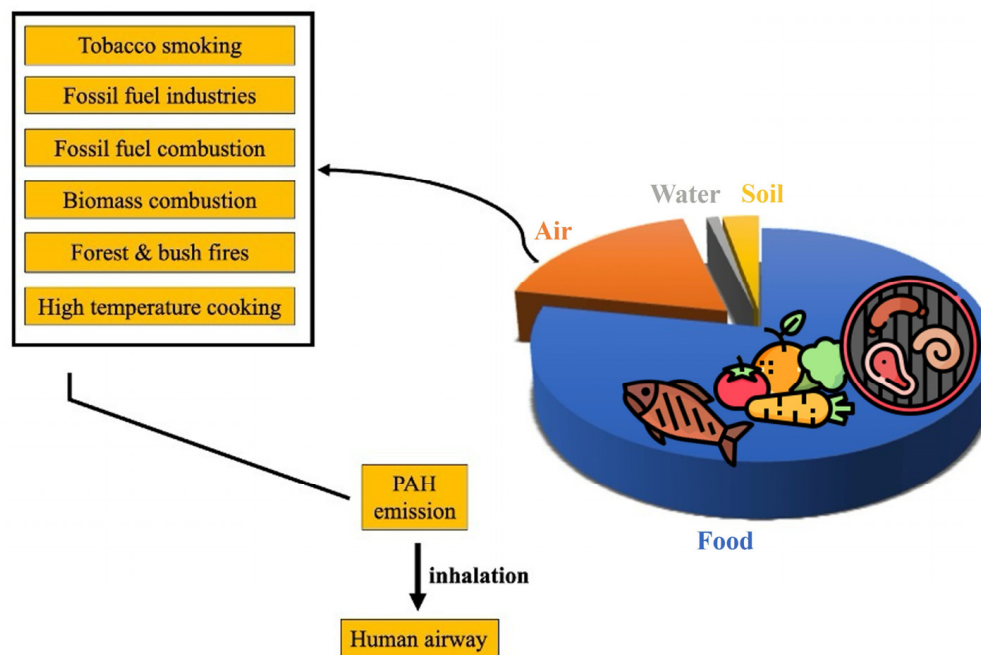 Tobacco smoking
Fossil fuel industries
Fossil fuel combustion
Biomass combustion
Forest & bush fires
High temperature cooking
Air
Water
Soil
Food
PAH
emission
inhalation
Human airway